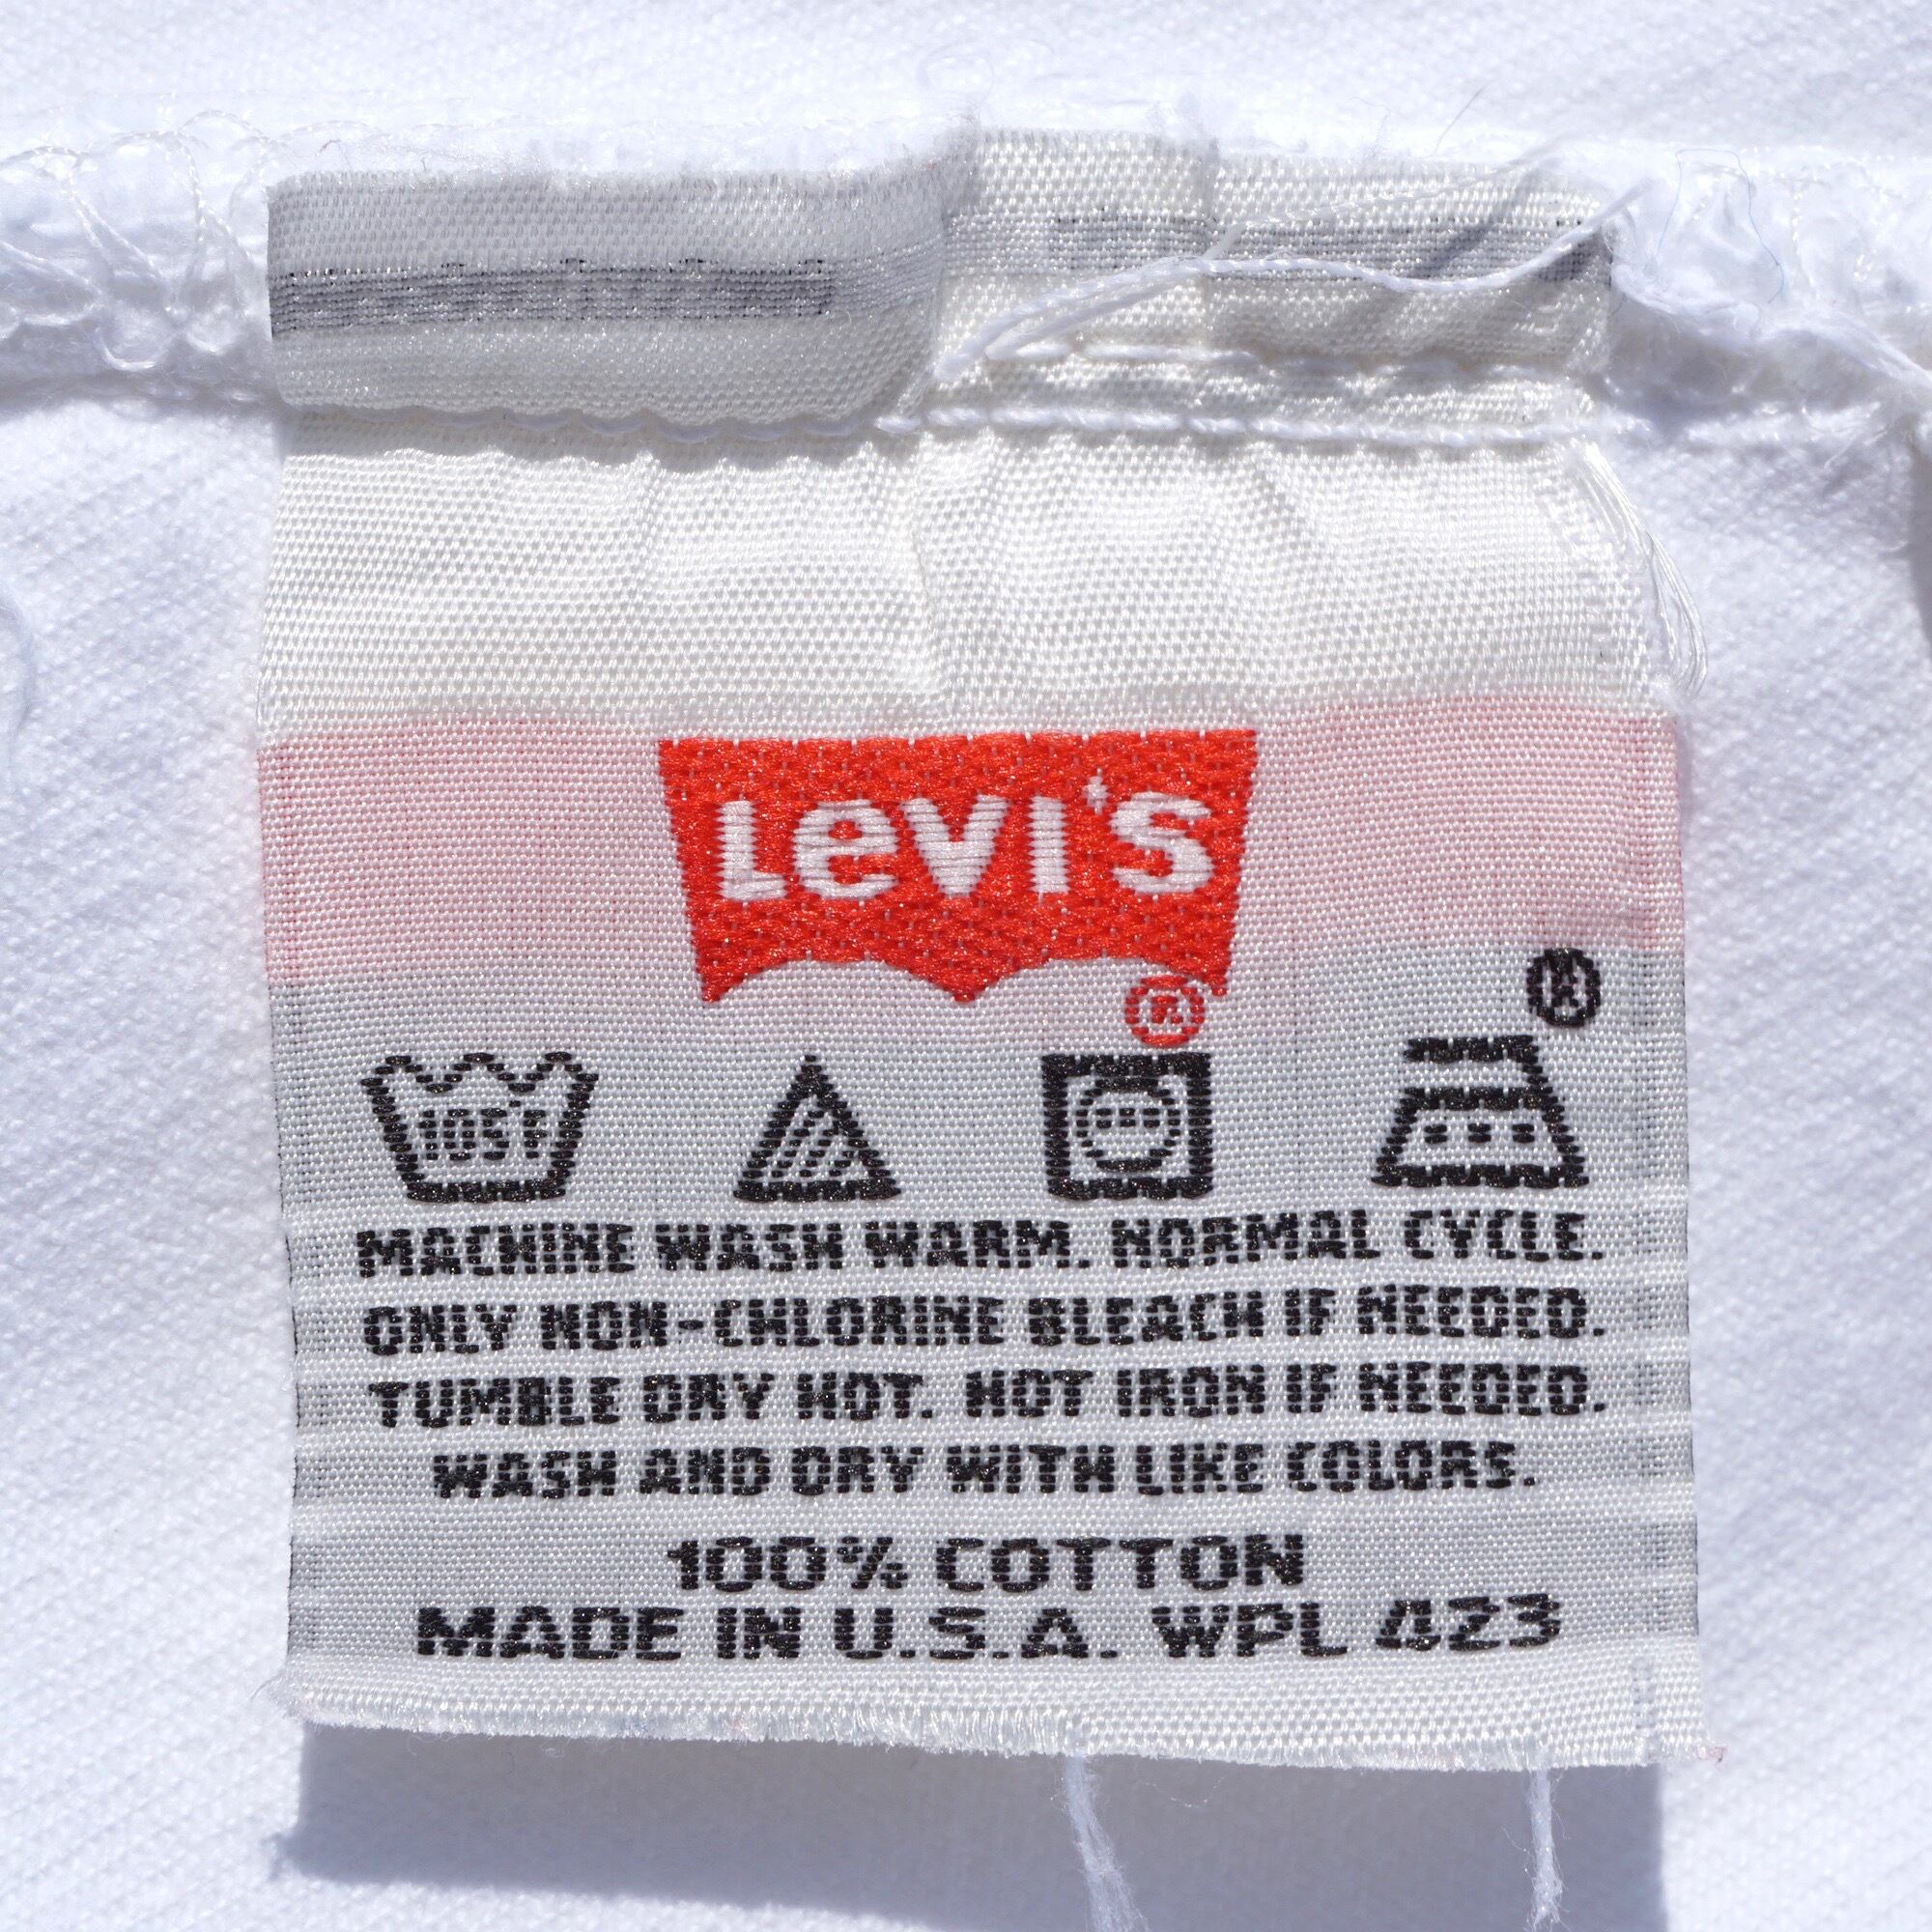 LEVI'S
®
®
105°F
MACHINE WASH WARM. NORMAL CYCLE.
ONLY NON-CHLORINE BLEACH IF NEEDED.
TUMBLE DRY HOT. HOT IRON IF NEEDED.
WASH AND DRY WITH LIKE COLORS.
100% COTTON
MADE IN U.S.A. WPL 423